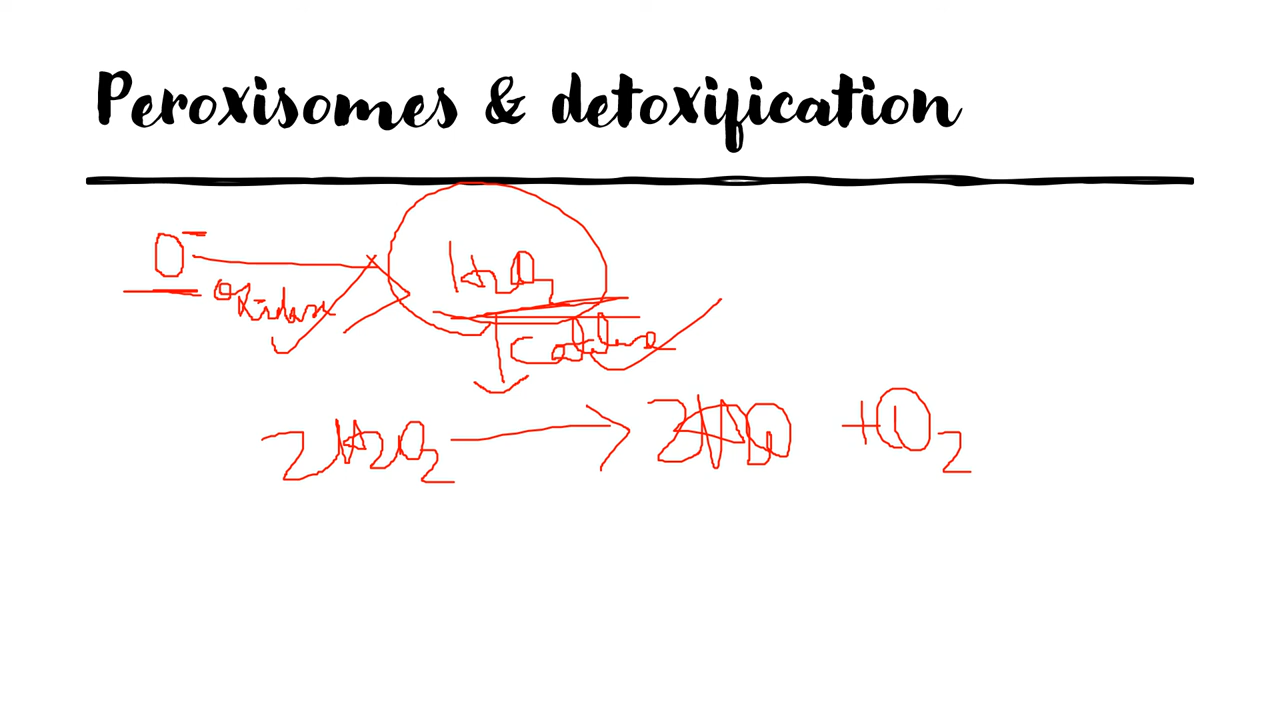 Peroxisomes & detoxification
O⁻ oxidase H₂O₂
Catalase
2H2O2 → 2H2O + O2